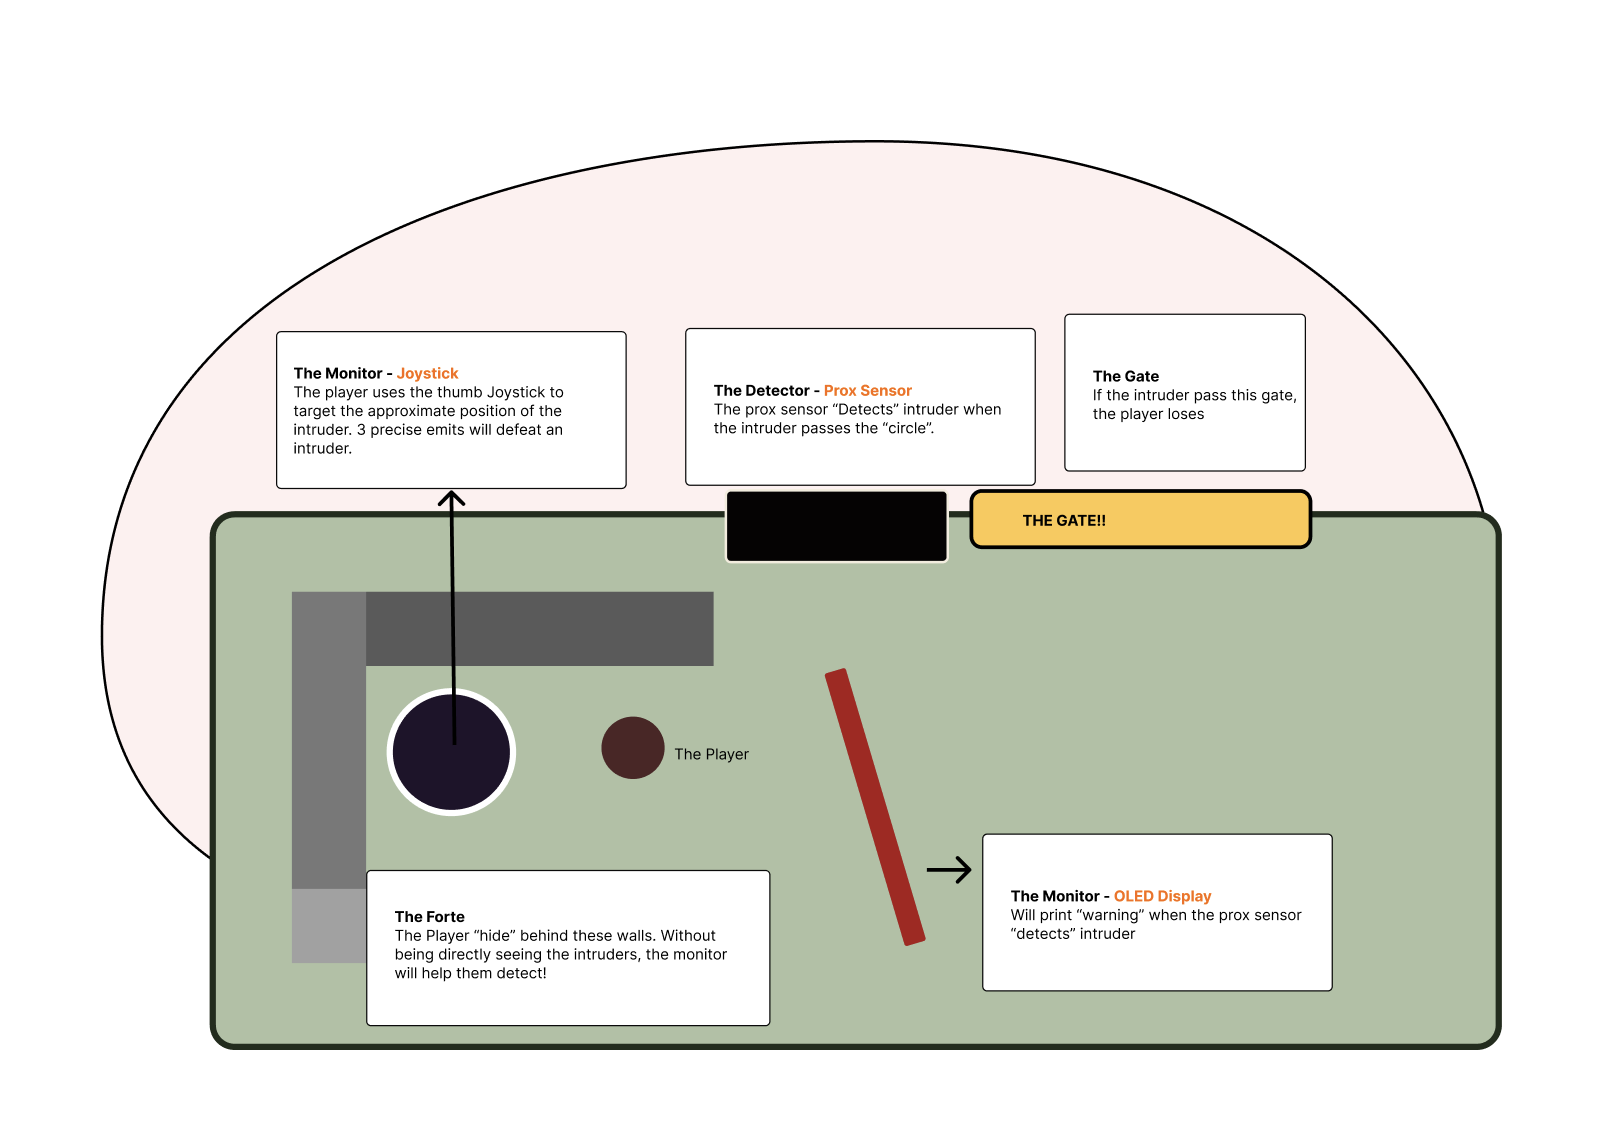 The Monitor - Joystick
The player uses the thumb Joystick to
target the approximate position of the
intruder. 3 precise emits will defeat an
intruder.
The Detector - Prox Sensor
The prox sensor “Detects” intruder when
the intruder passes the “circle”.
The Gate
If the intruder pass this gate,
the player loses
THE GATE!!
The Player
The Forte
The Player “hide” behind these walls. Without
being directly seeing the intruders, the monitor
will help them detect!
The Monitor - OLED Display
Will print “warning” when the prox sensor
“detects” intruder